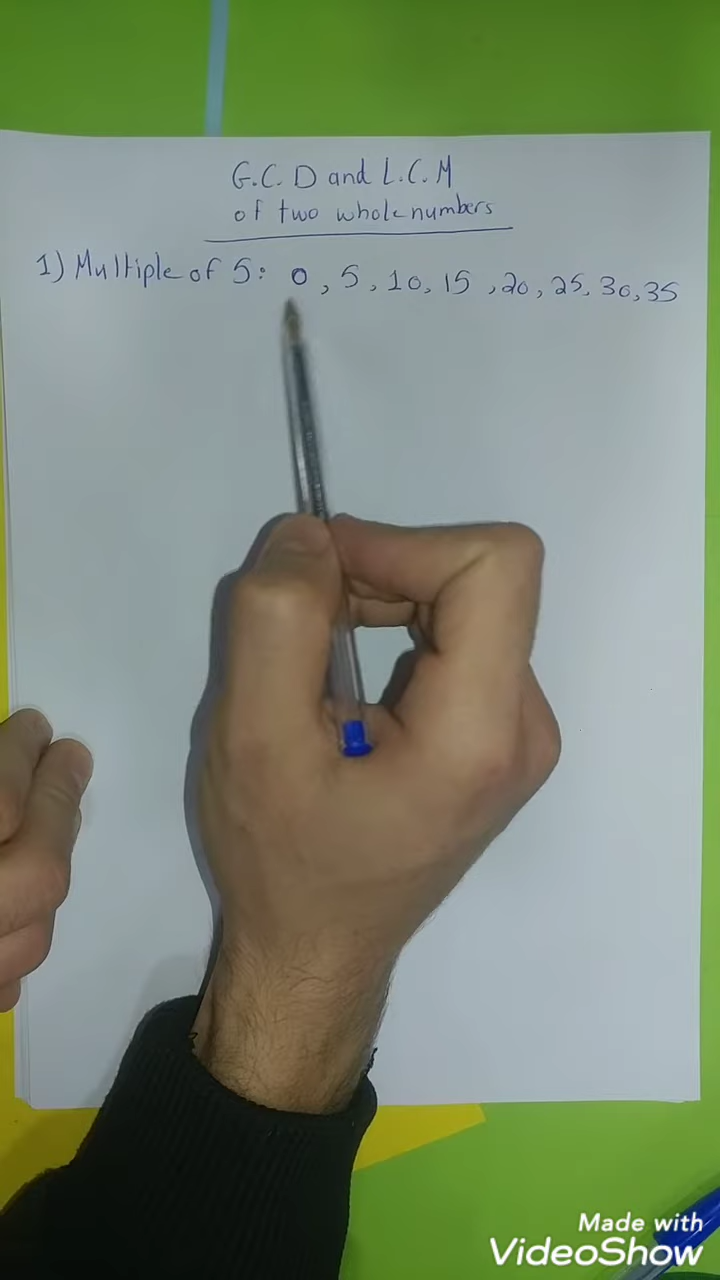 G.C.D and L.C.M
of two whole numbers
1) Multiple of 5: 0, 5, 10, 15, 20, 25, 30, 35
Made with
VideoShow